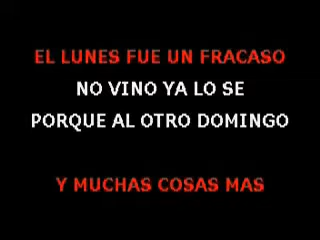 EL LUNES FUE UN FRACASO
NO VINO YA LO SE
PORQUE AL OTRO DOMINGO
Y MUCHAS COSAS MAS